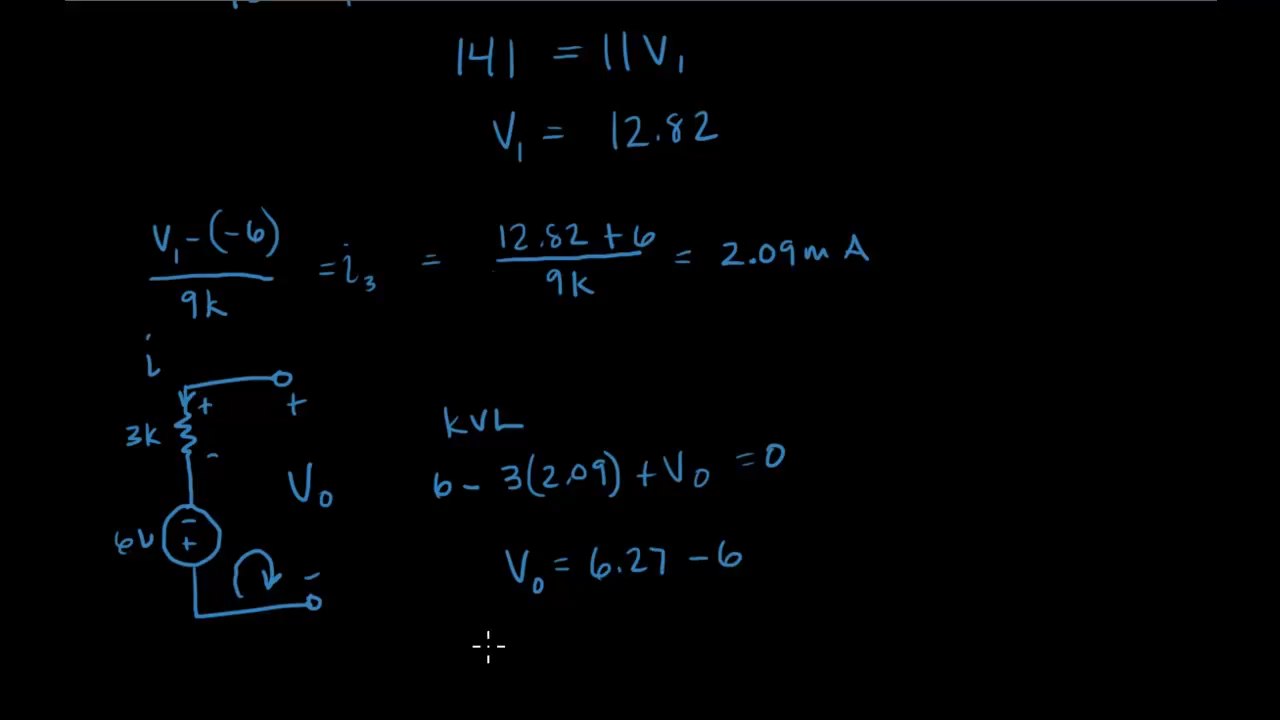 141 = 11V₁
V₁ = 12.82
V₁-(-6)/9k = i₃ = 12.82+6/9k = 2.09m A
i
+ +
3k -
KVL
6 - 3(2.09) + V₀ = 0
V₀
6V - +
V₀ = 6.27 - 6
-